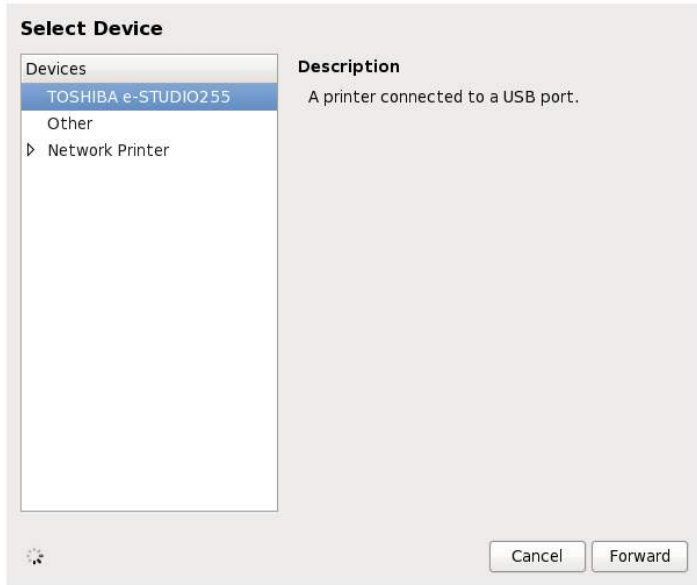 Select Device
Devices
TOSHIBA e-STUDIO255
Other
Network Printer
Description
A printer connected to a USB port.
Cancel
Forward